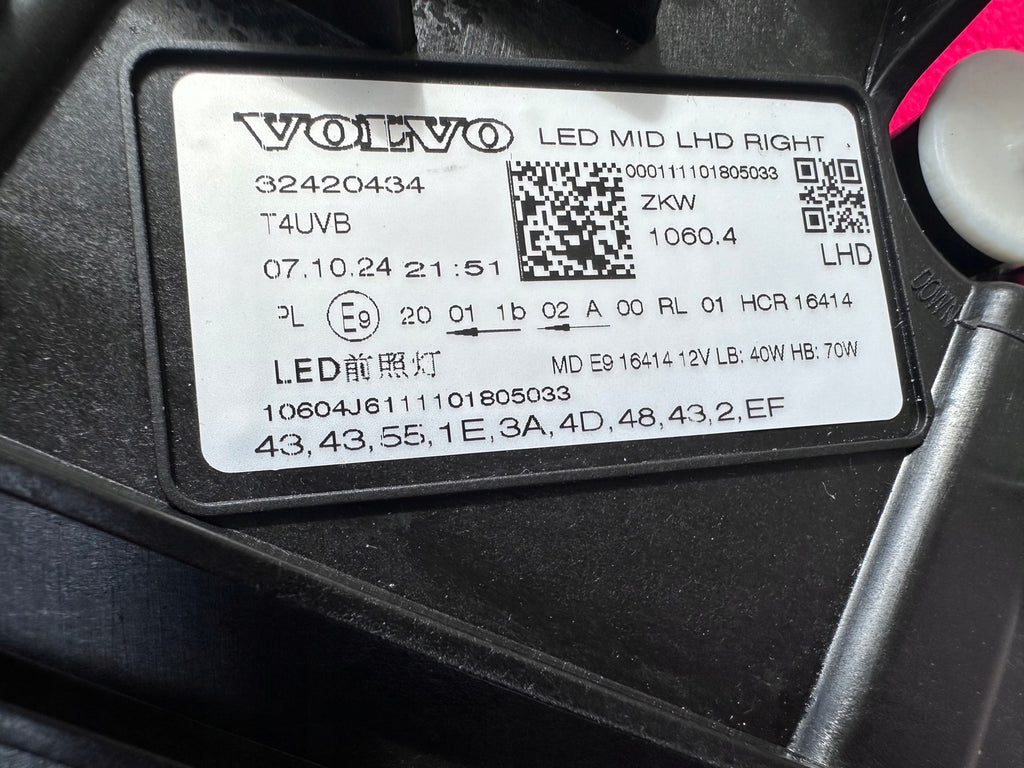 VOLVO LED MID LHD RIGHT
32420434 000111101805033
T4UVB ZKW
1060.4 LHD
07.10.24 21:51
PL E9 20 01 1b 02 A 00 RL 01 HCR 16414
LED前照灯 MD E9 16414 12V LB: 40W HB: 70W
10604J6111101805033
43,43,55,1E,3A,4D,48,43,2,EF
DOWN